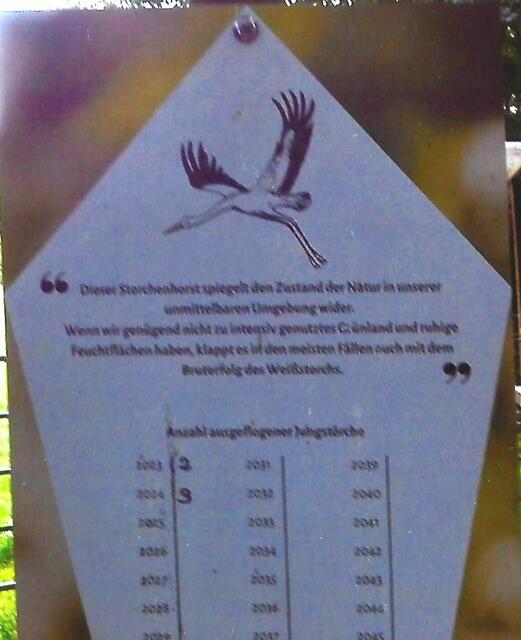 “ Dieser Storchenhorst spiegelt den Zustand der Natur in unserer
unmittelbaren Umgebung wider.
Wenn wir genügend nicht zu intensiv genutztes Grünland und ruhige
Feuchtflächen haben, klappt es in den meisten Fällen auch mit dem
Bruterfolg des Weißstorchs. ”
Anzahl ausgeflogener Jungstörche
2023 2 2031 2039
2024 3 2032 2040
2025 2033 2041
2026 2034 2042
2027 2035 2043
2028 2036 2044
2029 2037 2045